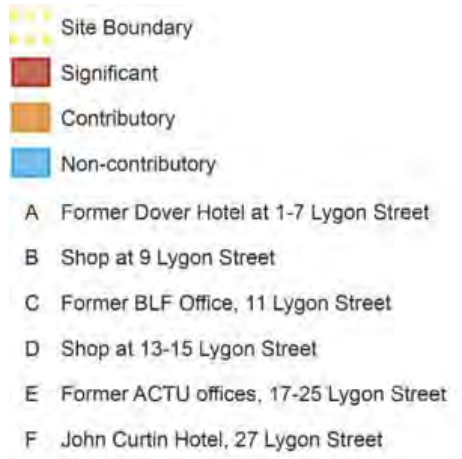 Site Boundary
Significant
Contributory
Non-contributory
A Former Dover Hotel at 1-7 Lygon Street
B Shop at 9 Lygon Street
C Former BLF Office, 11 Lygon Street
D Shop at 13-15 Lygon Street
E Former ACTU offices, 17-25 Lygon Street
F John Curtin Hotel, 27 Lygon Street